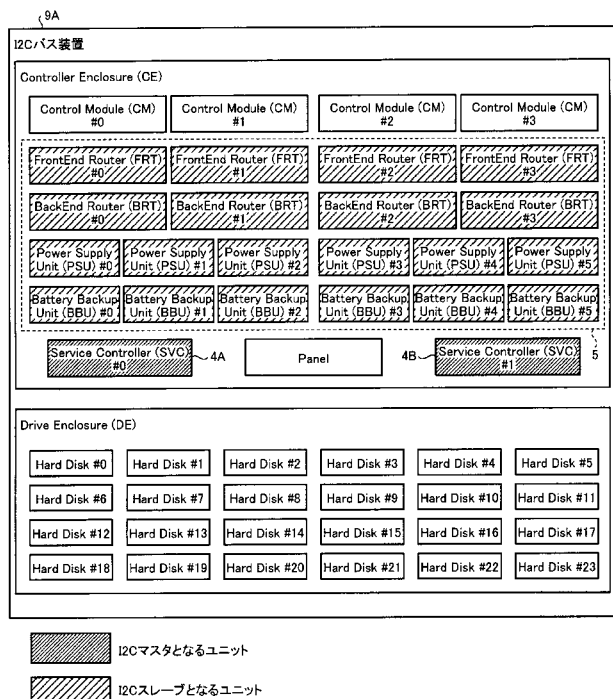 9A
I2Cバス装置
Controller Enclosure (CE)
Control Module (CM) #0
Control Module (CM) #1
Control Module (CM) #2
Control Module (CM) #3
FrontEnd Router (FRT) #0
FrontEnd Router (FRT) #1
FrontEnd Router (FRT) #2
FrontEnd Router (FRT) #3
BackEnd Router (BRT) #0
BackEnd Router (BRT) #1
BackEnd Router (BRT) #2
BackEnd Router (BRT) #3
Power Supply Unit (PSU) #0
Power Supply Unit (PSU) #1
Power Supply Unit (PSU) #2
Power Supply Unit (PSU) #3
Power Supply Unit (PSU) #4
Power Supply Unit (PSU) #5
Battery Backup Unit (BBU) #0
Battery Backup Unit (BBU) #1
Battery Backup Unit (BBU) #2
Battery Backup Unit (BBU) #3
Battery Backup Unit (BBU) #4
Battery Backup Unit (BBU) #5
Service Controller (SVC) #0
4A
Panel
4B
Service Controller (SVC) #1
5
Drive Enclosure (DE)
Hard Disk #0
Hard Disk #1
Hard Disk #2
Hard Disk #3
Hard Disk #4
Hard Disk #5
Hard Disk #6
Hard Disk #7
Hard Disk #8
Hard Disk #9
Hard Disk #10
Hard Disk #11
Hard Disk #12
Hard Disk #13
Hard Disk #14
Hard Disk #15
Hard Disk #16
Hard Disk #17
Hard Disk #18
Hard Disk #19
Hard Disk #20
Hard Disk #21
Hard Disk #22
Hard Disk #23
I2Cマスタとなるユニット
I2Cスレーブとなるユニット